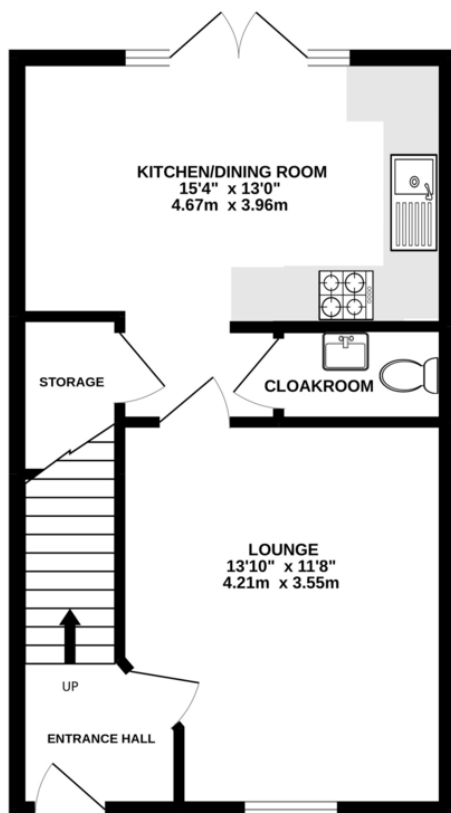 KITCHEN/DINING ROOM
15'4" x 13'0"
4.67m x 3.96m
STORAGE
CLOAKROOM
LOUNGE
13'10" x 11'8"
4.21m x 3.55m
UP
ENTRANCE HALL